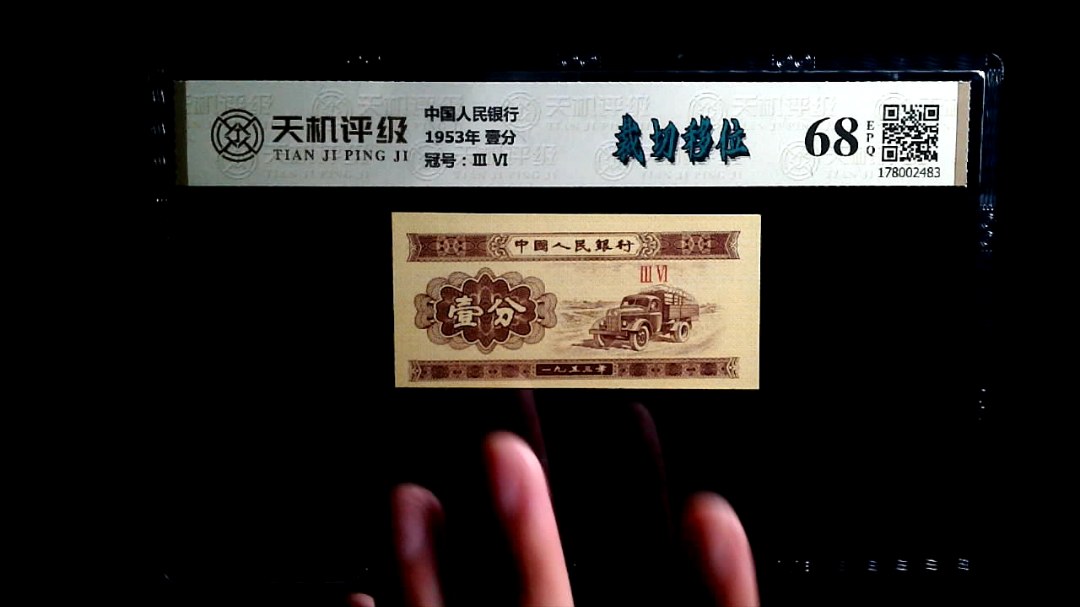 天机评级
TIAN JI PING JI
中国人民银行
1953年 壹分
冠号：Ⅲ Ⅵ
裁切移位
68
EPQ
178002483
中國人民銀行
Ⅲ Ⅵ
壹分
一九五三年